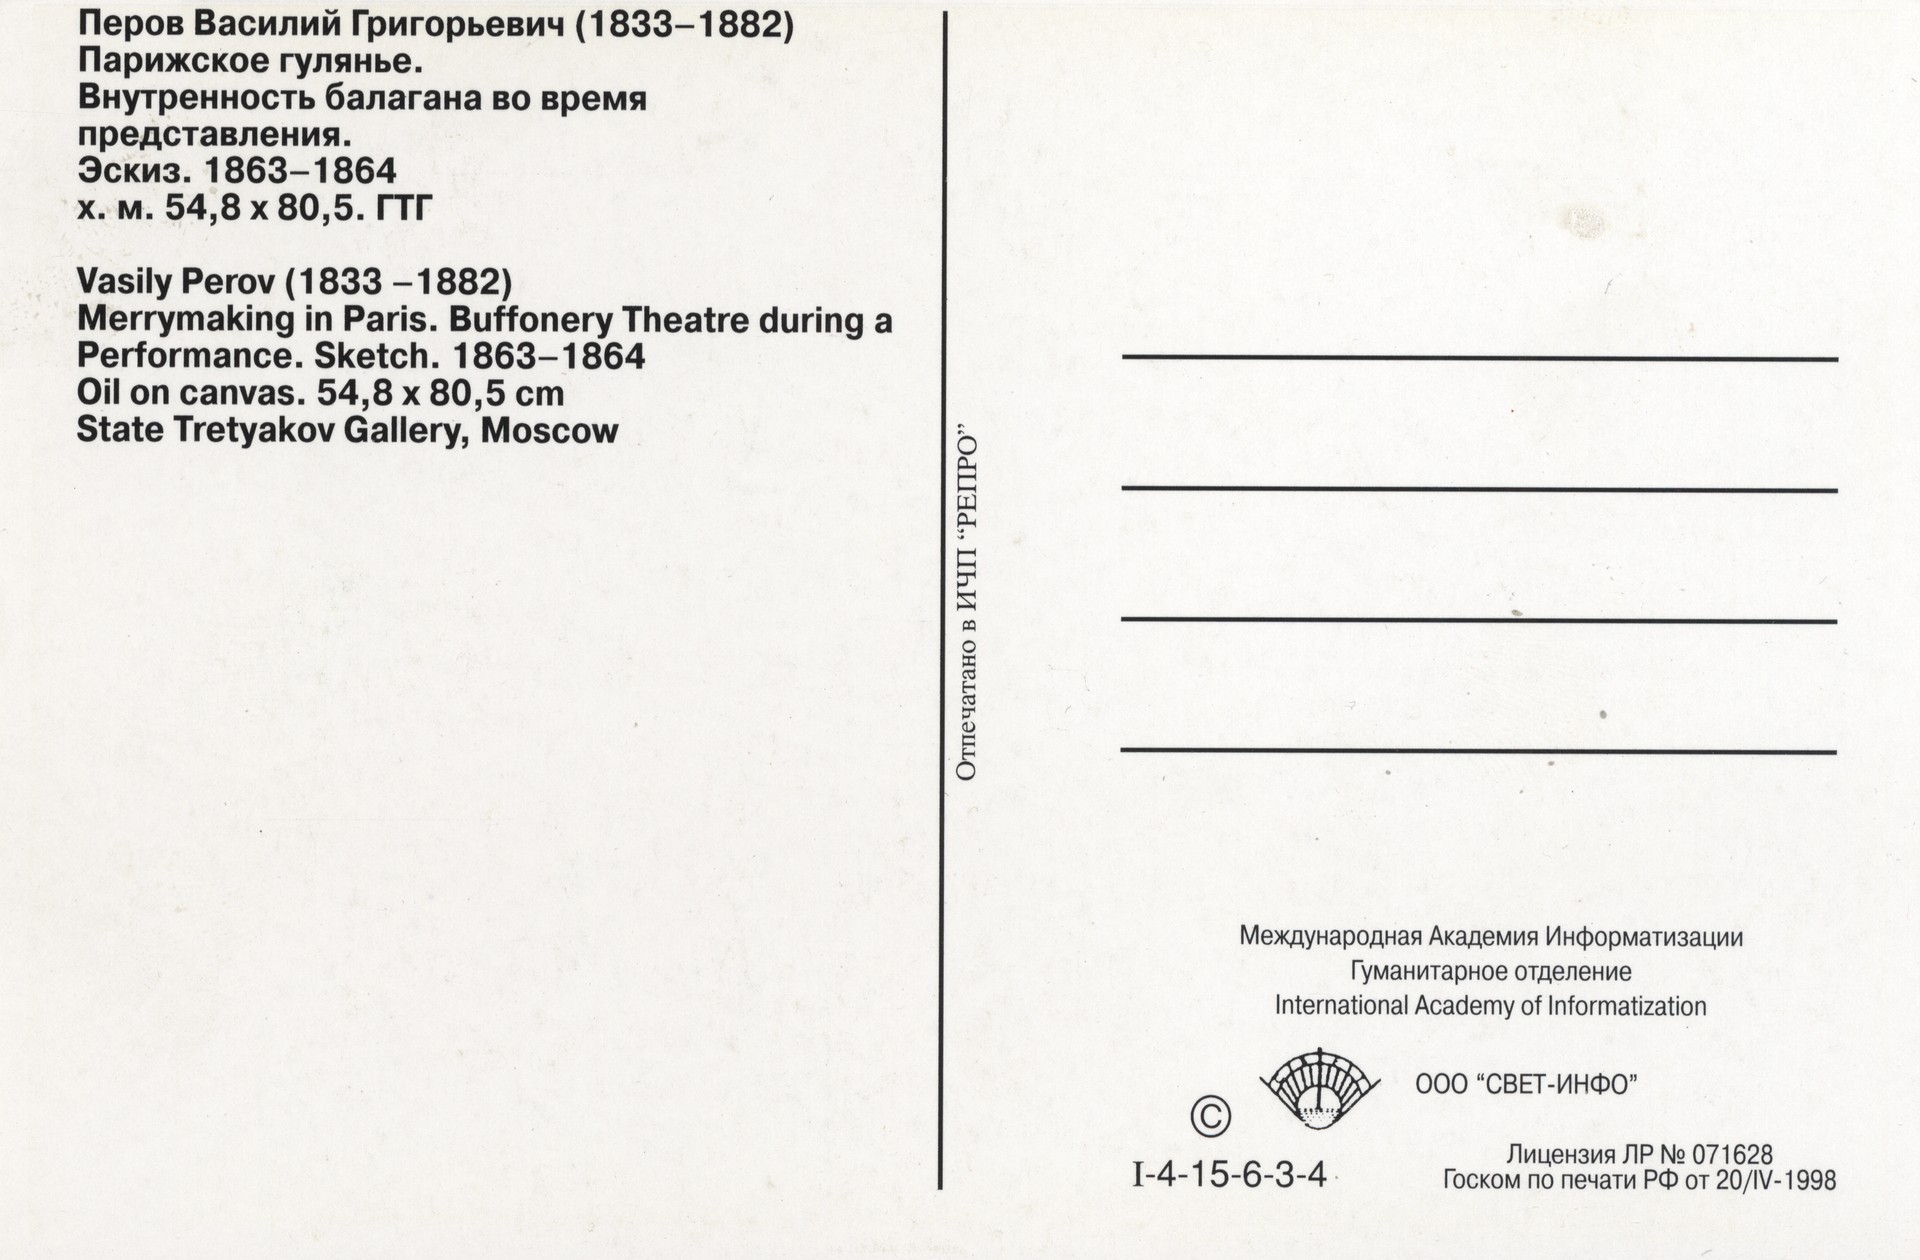 Перов Василий Григорьевич (1833–1882)
Парижское гулянье.
Внутренность балагана во время
представления.
Эскиз. 1863–1864
х. м. 54,8 х 80,5. ГТГ
Vasily Perov (1833 –1882)
Merrymaking in Paris. Buffonery Theatre during a
Performance. Sketch. 1863–1864
Oil on canvas. 54,8 x 80,5 cm
State Tretyakov Gallery, Moscow
Отпечатано в ИЧП “РЕПРО”
Международная Академия Информатизации
Гуманитарное отделение
International Academy of Informatization
ООО “СВЕТ-ИНФО”
©
I-4-15-6-3-4
Лицензия ЛР № 071628
Госком по печати РФ от 20/IV-1998